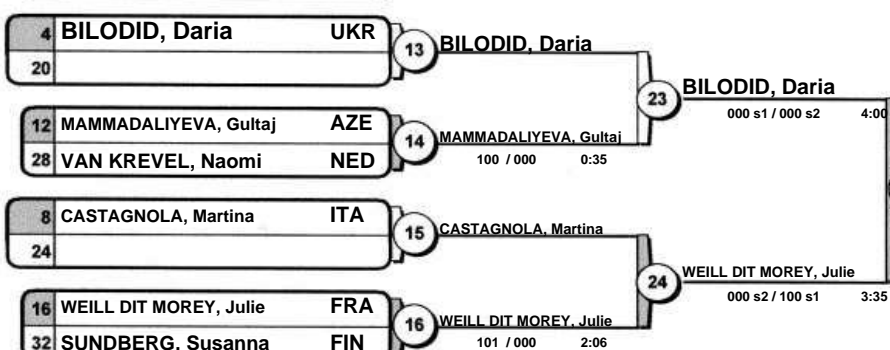 4 BILODID, Daria UKR
20
13 BILODID, Daria
12 MAMMADALIYEVA, Gultaj AZE
28 VAN KREVEL, Naomi NED
14 MAMMADALIYEVA, Gultaj
100 / 000 0:35
23 BILODID, Daria
000 s1 / 000 s2 4:00
8 CASTAGNOLA, Martina ITA
24
15 CASTAGNOLA, Martina
16 WEILL DIT MOREY, Julie FRA
32 SUNDBERG, Susanna FIN
16 WEILL DIT MOREY, Julie
101 / 000 2:06
24 WEILL DIT MOREY, Julie
000 s2 / 100 s1 3:35